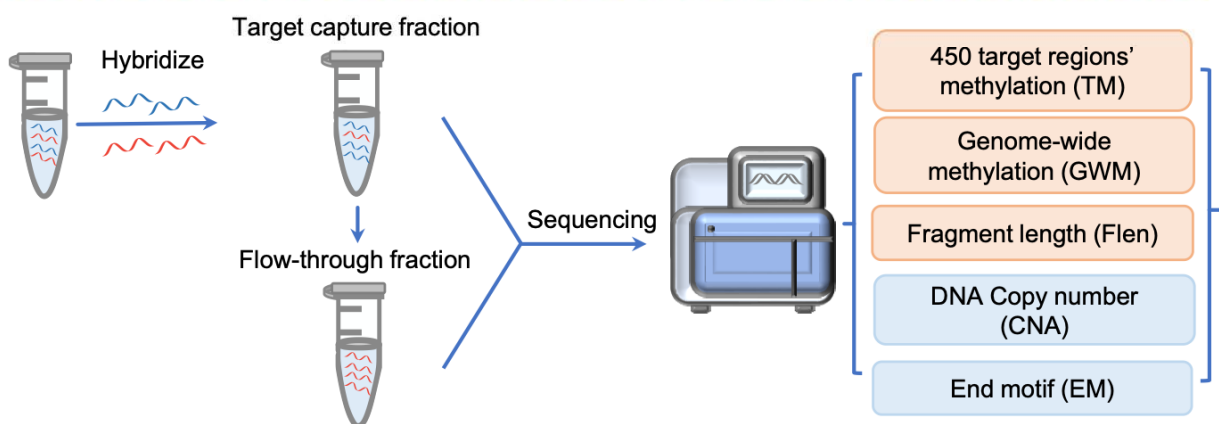 Target capture fraction
Hybridize
Flow-through fraction
Sequencing
450 target regions’
methylation (TM)
Genome-wide
methylation (GWM)
Fragment length (Flen)
DNA Copy number
(CNA)
End motif (EM)